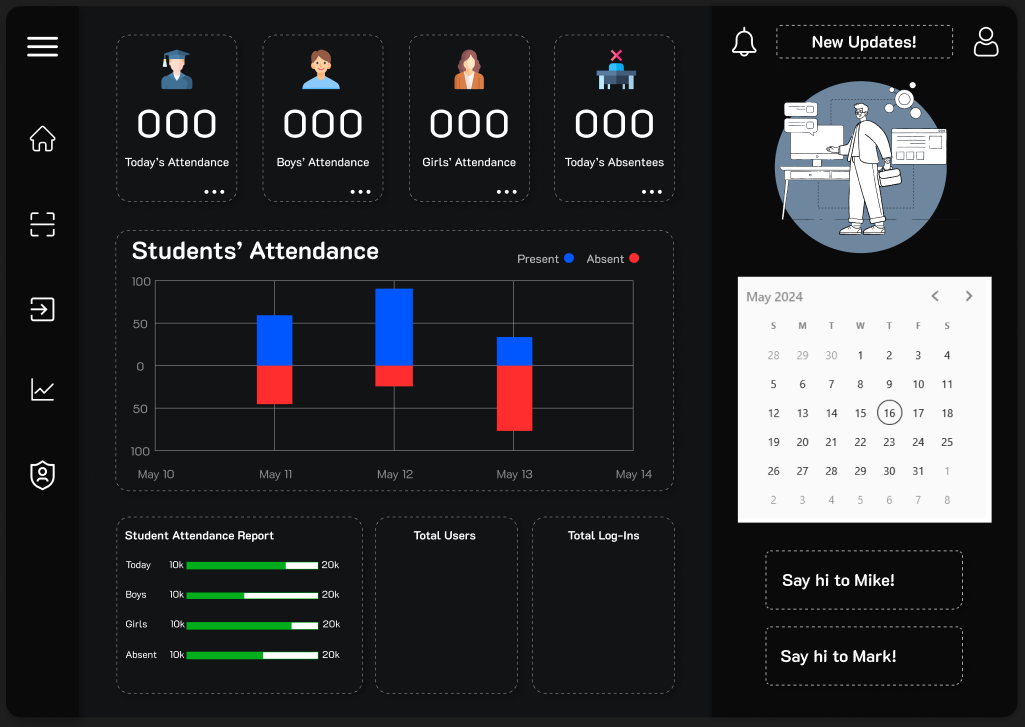 New Updates!
000
000
000
000
Today's Attendance
Boys' Attendance
Girls' Attendance
Today's Absentees
Students' Attendance
Present
Absent
100
50
0
50
100
May 10
May 11
May 12
May 13
May 14
May 2024
S M T W T F S
28 29 30 1 2 3 4
5 6 7 8 9 10 11
12 13 14 15 16 17 18
19 20 21 22 23 24 25
26 27 28 29 30 31 1
2 3 4 5 6 7 8
Student Attendance Report
Today 10k 20k
Boys 10k 20k
Girls 10k 20k
Absent 10k 20k
Total Users
Total Log-Ins
Say hi to Mike!
Say hi to Mark!